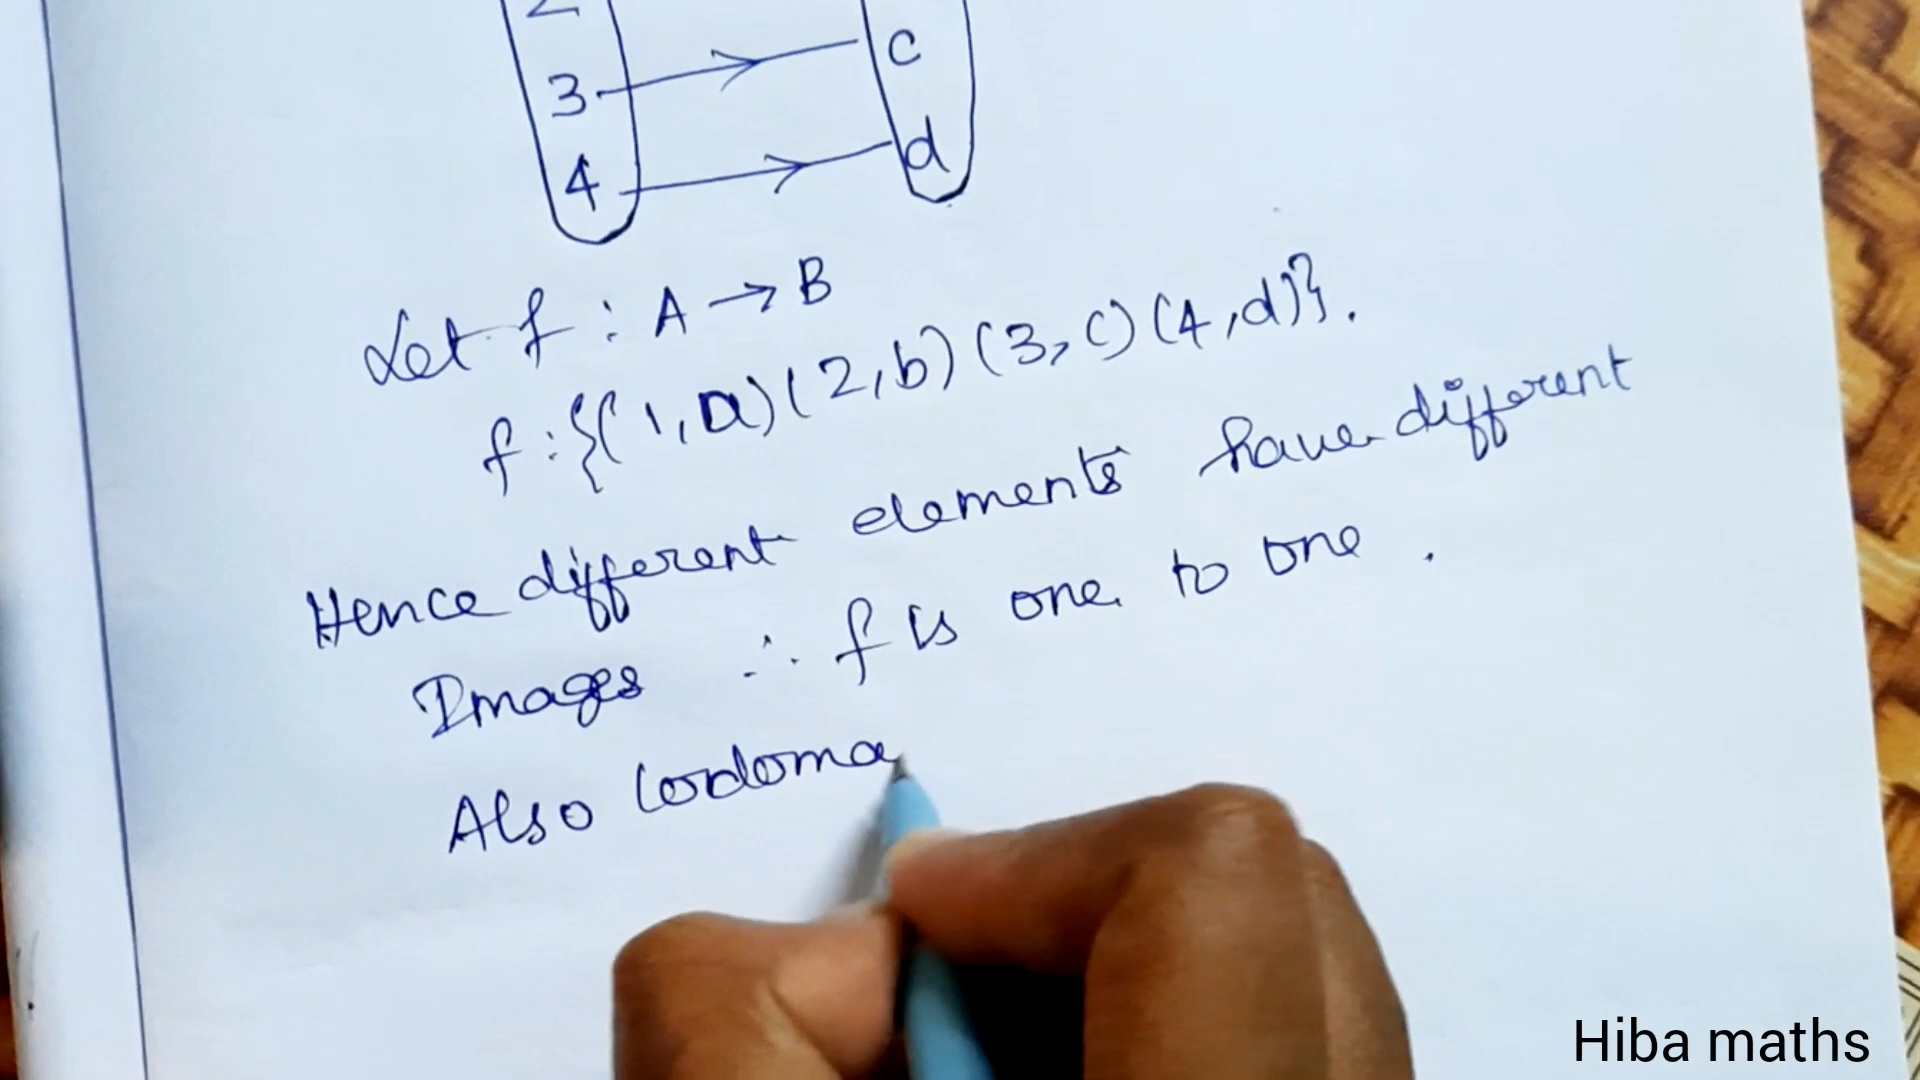 2
3 c
4 d
Let f : A → B
f : {(1,a)(2,b)(3,c)(4,d)}.
Hence different elements have different
Images ∴ f is one to one .
Also Codoma
Hiba maths